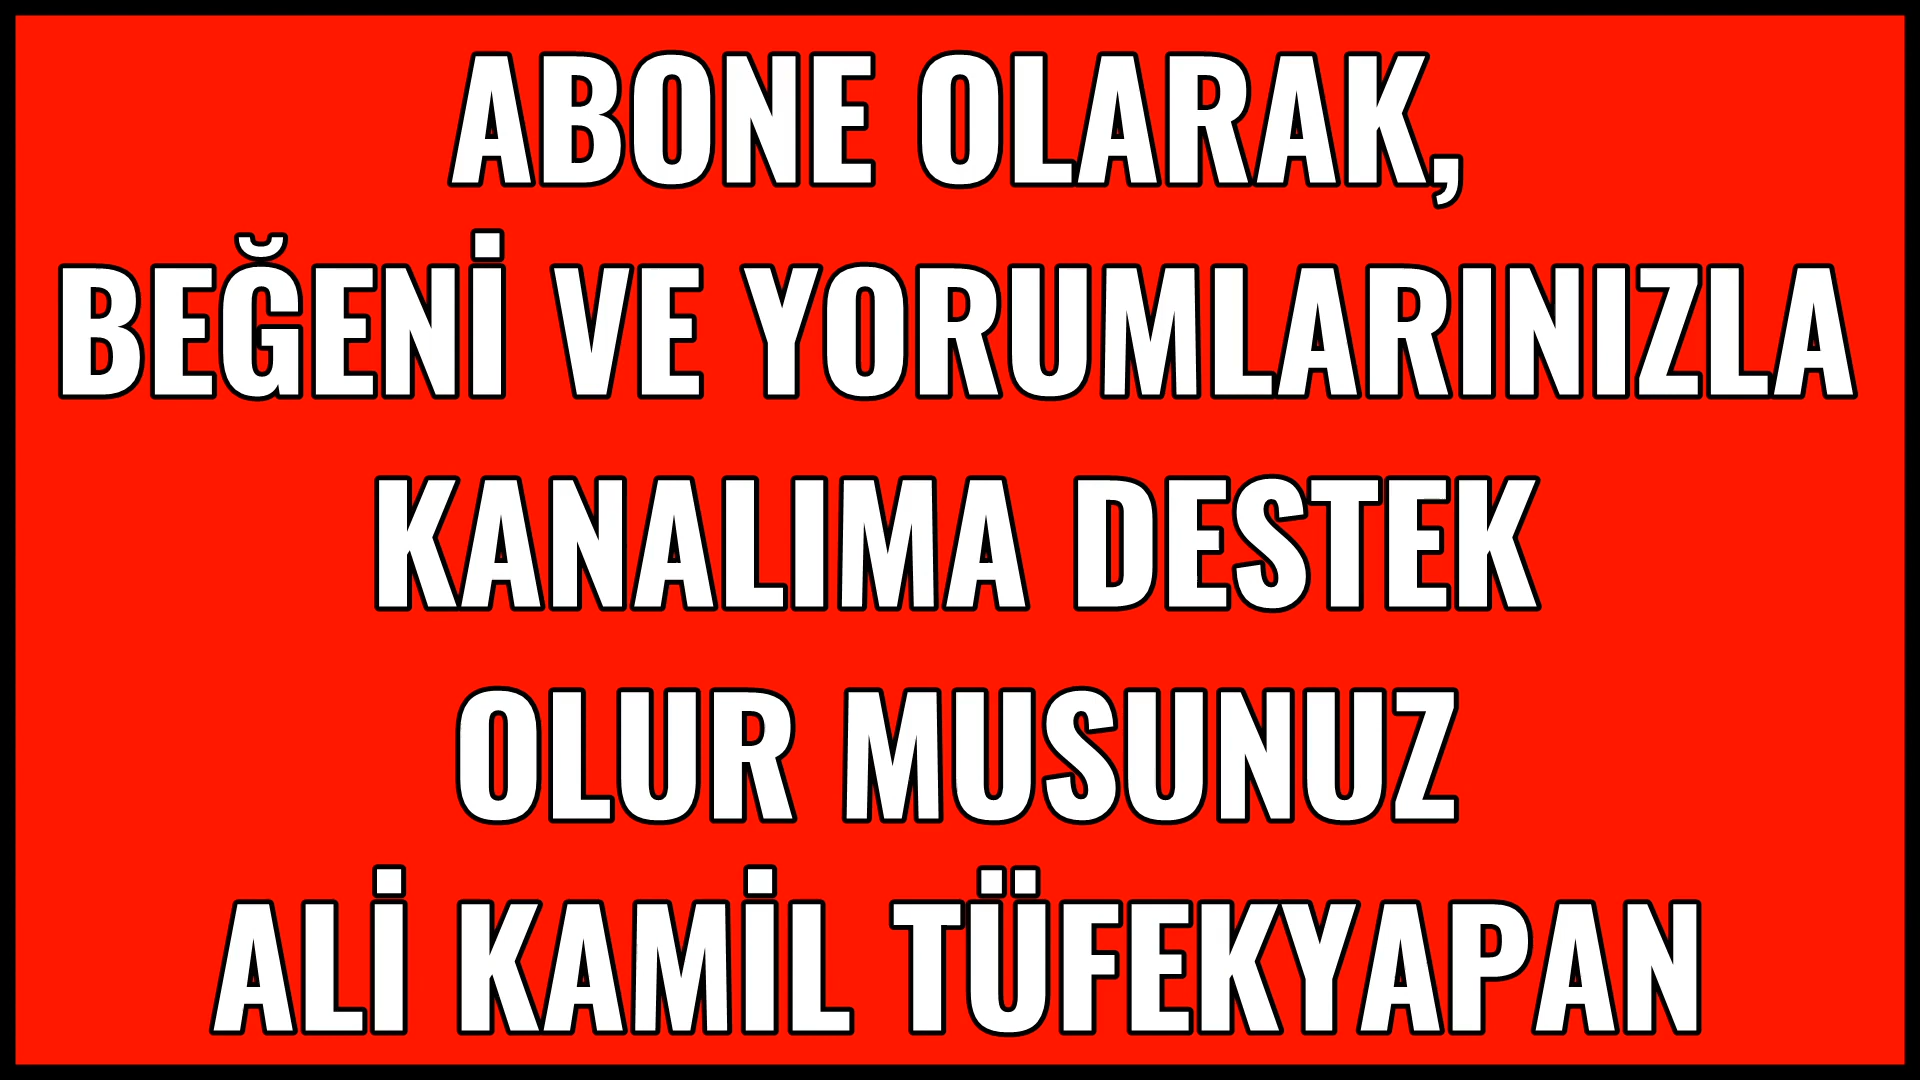 ABONE OLARAK,
BEĞENİ VE YORUMLARINIZLA
KANALIMA DESTEK
OLUR MUSUNUZ
ALİ KAMİL TÜFEKYAPAN